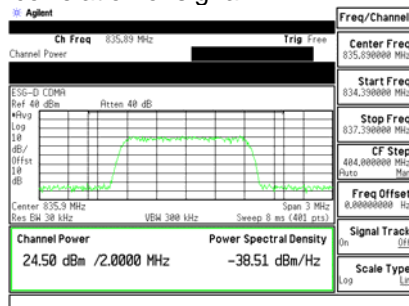 Agilent
Freq/Channel
Ch Freq 835.89 MHz Trig Free
Channel Power
Center Freq
835.890000 MHz
Start Freq
834.390000 MHz
Stop Freq
837.390000 MHz
CF Step
404.000000 MHz
Auto Man
Freq Offset
0.00000000 Hz
Signal Track
On Off
Scale Type
Log Lin
ESG-D CDMA
Ref 40 dBm Atten 40 dB
#Avg
Log
10
dB/
Offst
10
dB
Center 835.9 MHz Span 3 MHz
Res BW 30 kHz VBW 300 kHz Sweep 8 ms (401 pts)
Channel Power Power Spectral Density
24.50 dBm /2.0000 MHz -38.51 dBm/Hz